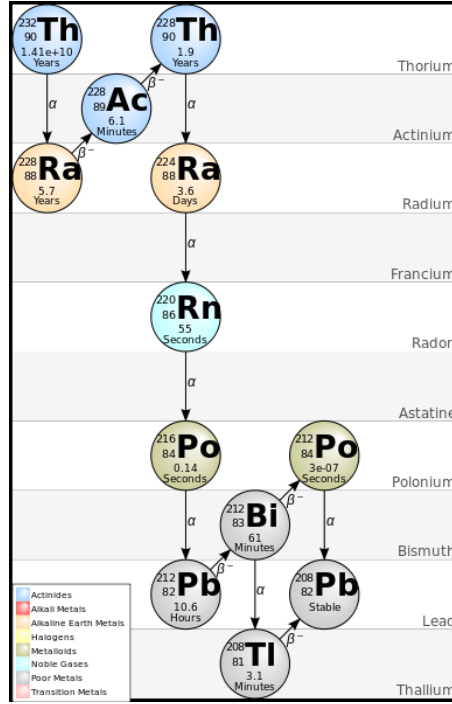 232 90 Th 1.41e+10 Years
228 90 Th 1.9 Years
Thorium
α
β⁻
228 89 Ac 6.1 Minutes
α
Actinium
β⁻
228 88 Ra 5.7 Years
224 88 Ra 3.6 Days
Radium
α
Francium
220 86 Rn 55 Seconds
Radon
α
Astatine
216 84 Po 0.14 Seconds
212 84 Po 3e-07 Seconds
Polonium
α
β⁻
212 83 Bi 61 Minutes
α
Bismuth
β⁻
212 82 Pb 10.6 Hours
α
208 82 Pb Stable
Lead
β⁻
208 81 Tl 3.1 Minutes
Thallium
Actinides
Alkali Metals
Alkaline Earth Metals
Halogens
Metalloids
Noble Gases
Poor Metals
Transition Metals